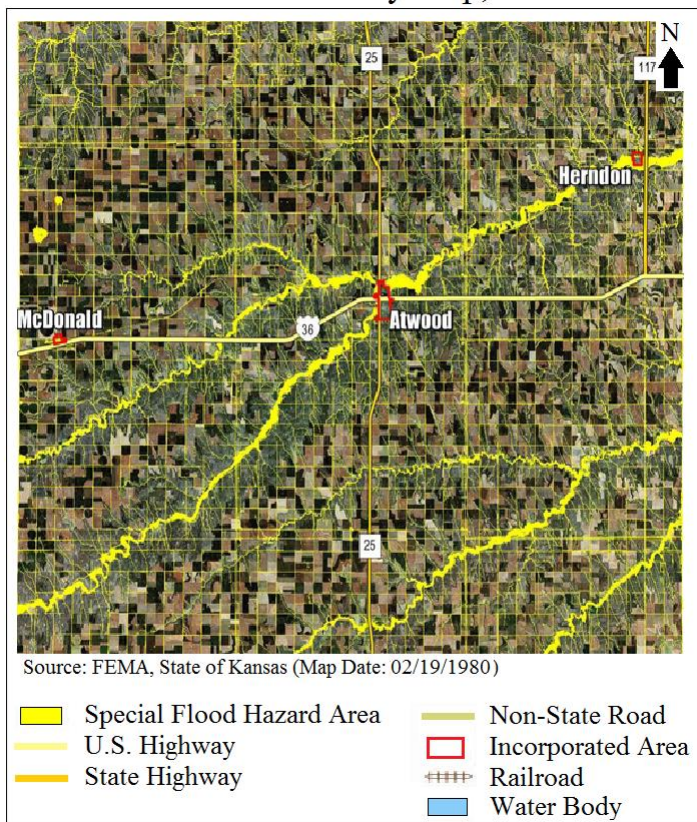 N
25
117
Herndon
McDonald
36
Atwood
25
Source: FEMA, State of Kansas (Map Date: 02/19/1980)
Special Flood Hazard Area
U.S. Highway
State Highway
Non-State Road
Incorporated Area
Railroad
Water Body